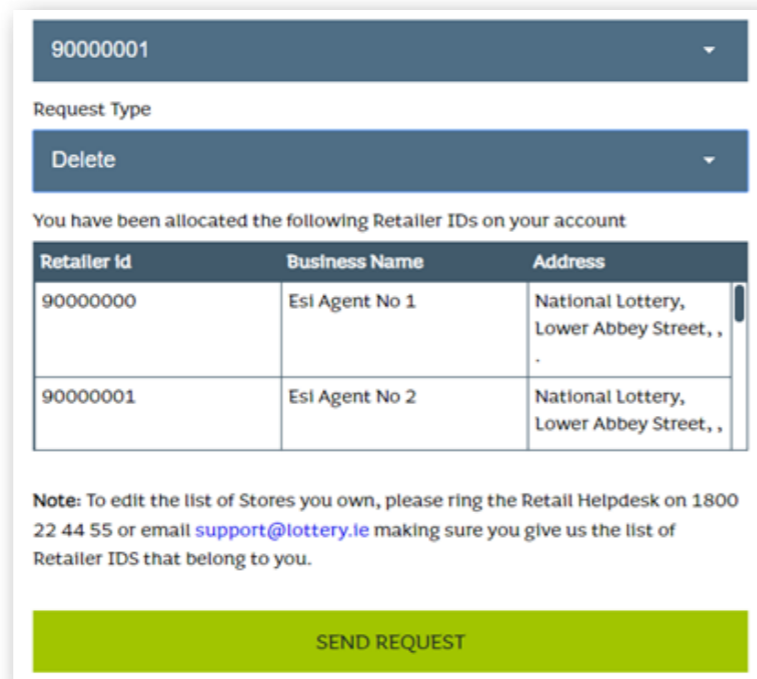 90000001
Request Type
Delete
You have been allocated the following Retailer IDs on your account
Retailer id Business Name Address
90000000 Esi Agent No 1 National Lottery,
Lower Abbey Street, ,
.
90000001 Esi Agent No 2 National Lottery,
Lower Abbey Street, ,
Note: To edit the list of Stores you own, please ring the Retail Helpdesk on 1800
22 44 55 or email support@lottery.ie making sure you give us the list of
Retailer IDS that belong to you.
SEND REQUEST